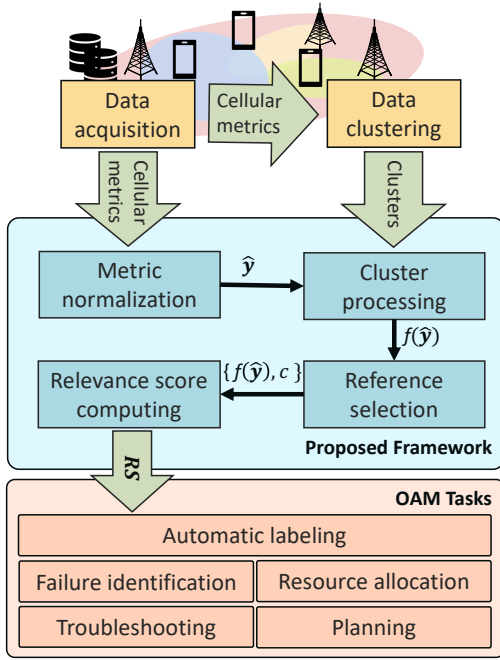 Data
acquisition
Cellular
metrics
Data
clustering
Cellular
metrics
Clusters
Metric
normalization
ŷ
Cluster
processing
f(ŷ)
Relevance score
computing
{ f(ŷ), c }
Reference
selection
Proposed Framework
RS
OAM Tasks
Automatic labeling
Failure identification
Resource allocation
Troubleshooting
Planning